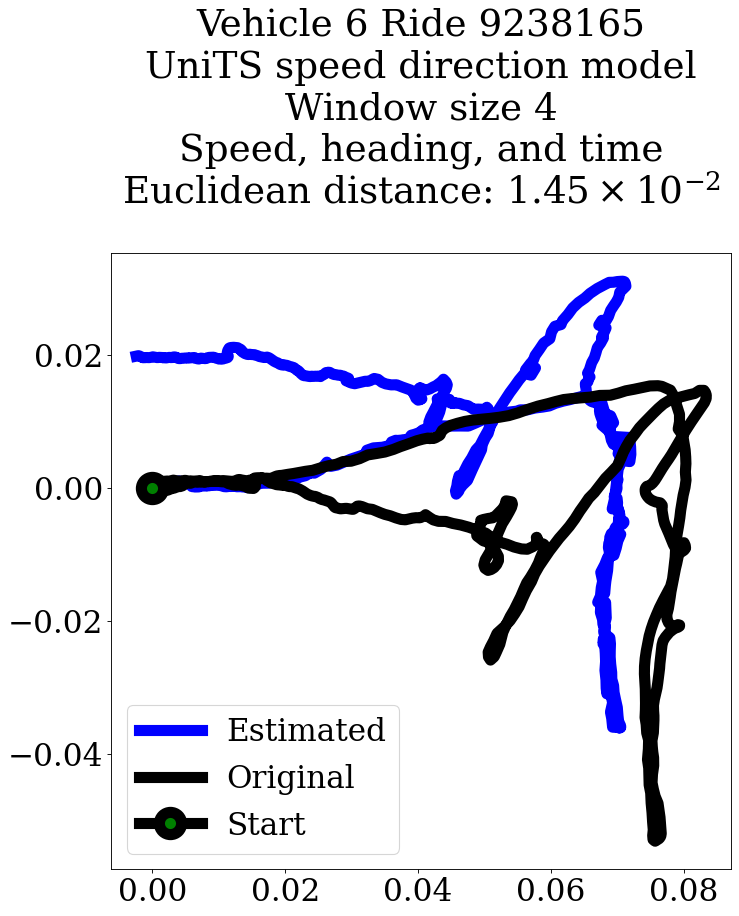 Vehicle 6 Ride 9238165
UniTS speed direction model
Window size 4
Speed, heading, and time
Euclidean distance: 1.45 × 10⁻²
0.02
0.00
−0.02
−0.04
Estimated
Original
Start
0.00 0.02 0.04 0.06 0.08